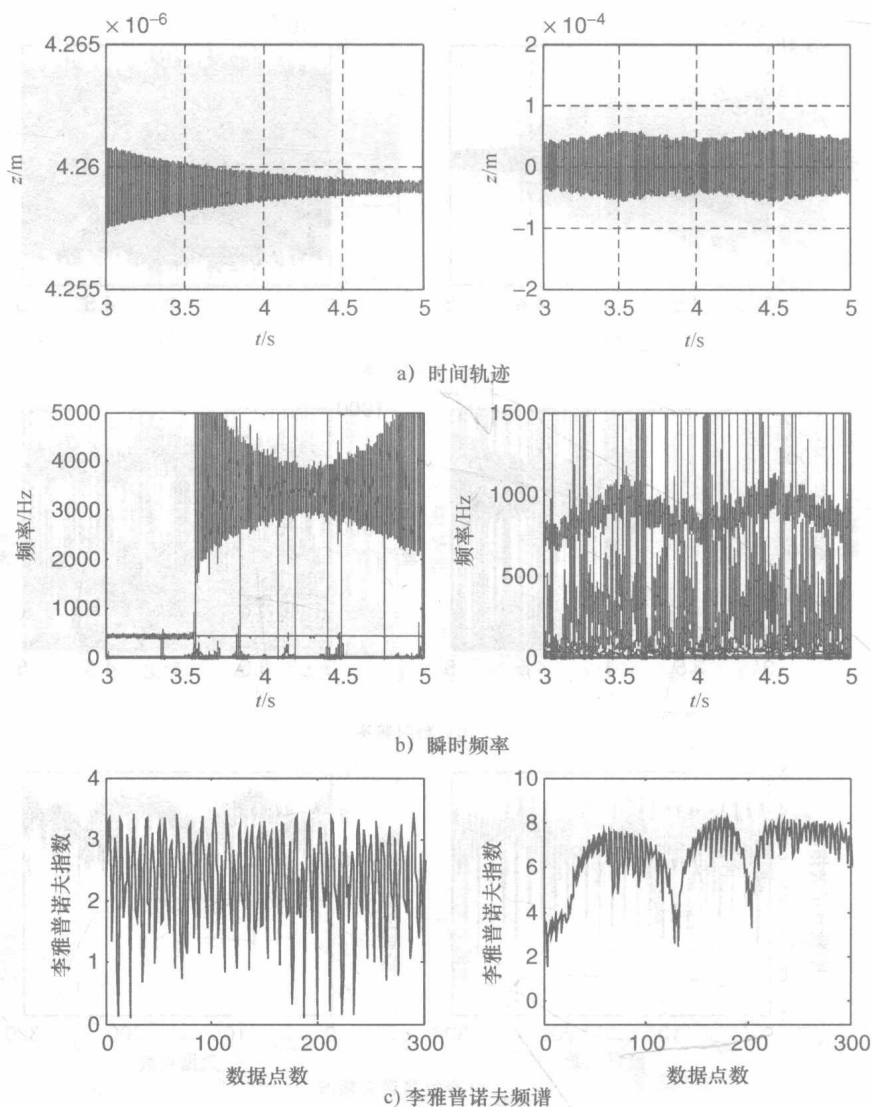 × 10⁻⁶
4.265
4.26
4.255
z/m
3 3.5 4 4.5 5
t/s
× 10⁻⁴
2
1
0
−1
−2
z/m
3 3.5 4 4.5 5
t/s
a) 时间轨迹
5000
4000
3000
2000
1000
0
频率/Hz
3 3.5 4 4.5 5
t/s
1500
1000
500
0
频率/Hz
3 3.5 4 4.5 5
t/s
b) 瞬时频率
4
3
2
1
0
李雅普诺夫指数
0 100 200 300
数据点数
10
8
6
4
2
0
李雅普诺夫指数
0 100 200 300
数据点数
c) 李雅普诺夫频谱